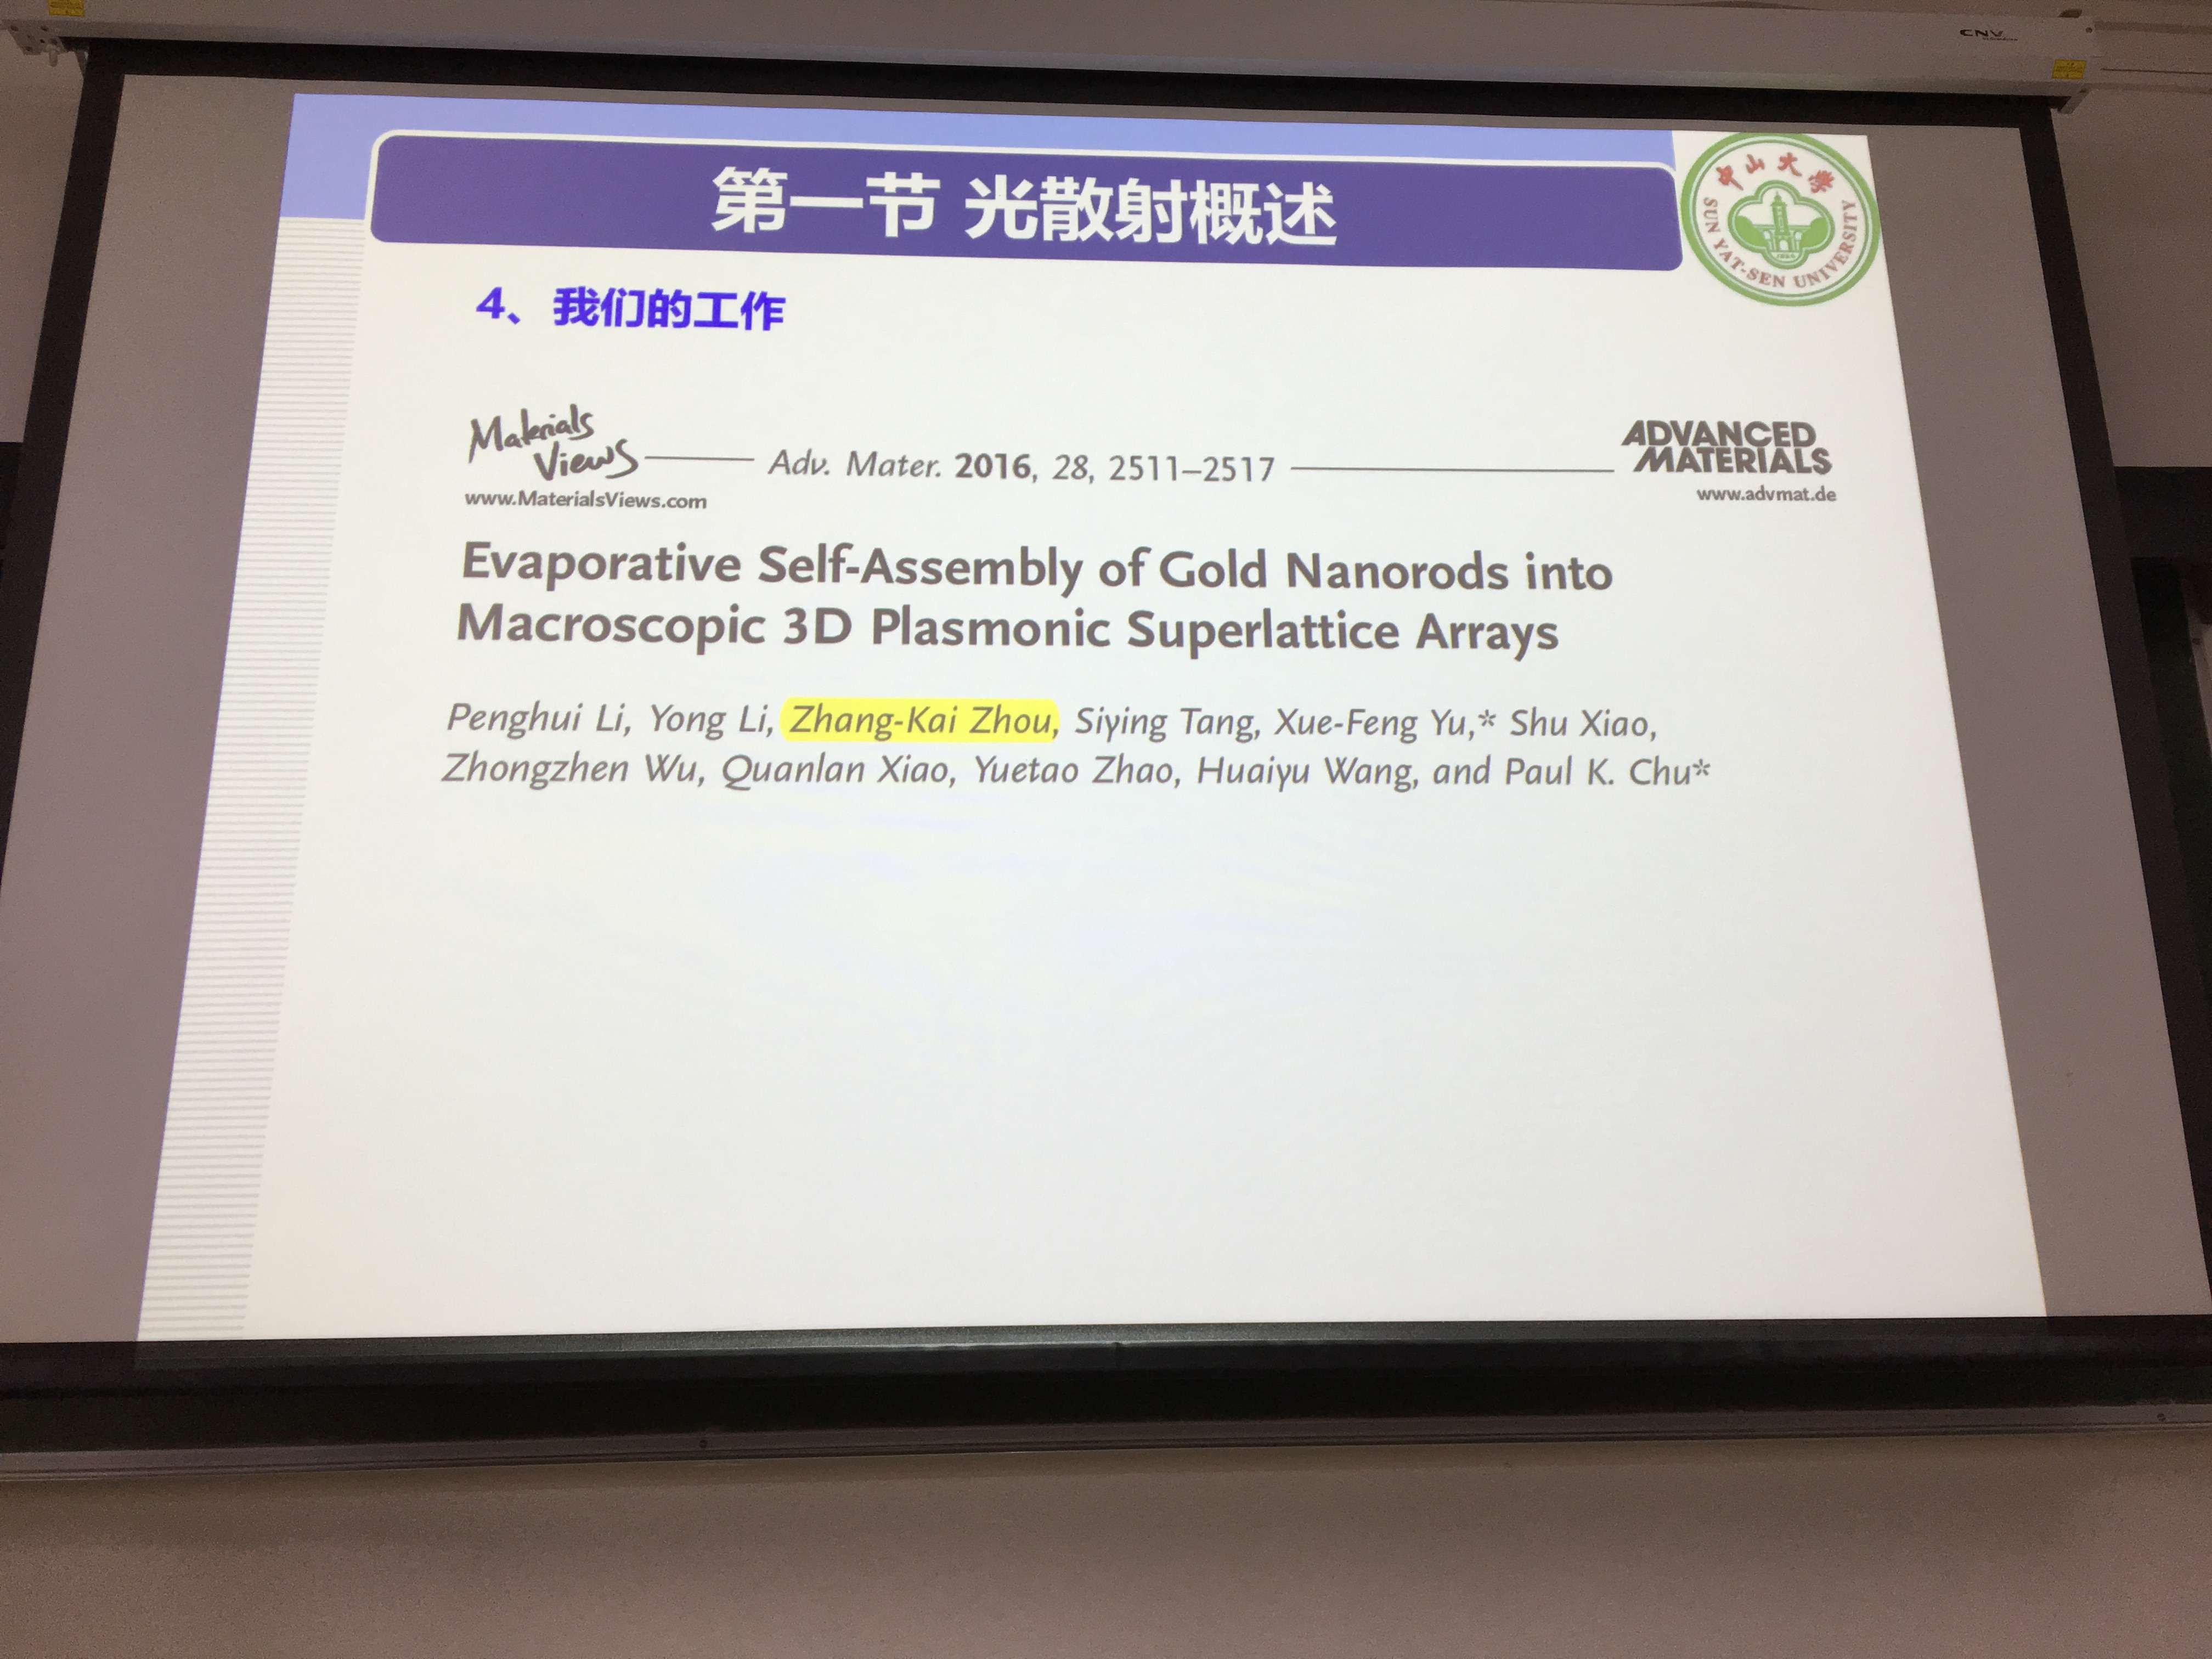 CNV
第一节 光散射概述
中山大學
SUN YAT-SEN UNIVERSITY
1924
4、我们的工作
Materials
Views
Adv. Mater. 2016, 28, 2511–2517
ADVANCED
MATERIALS
www.MaterialsViews.com
www.advmat.de
Evaporative Self-Assembly of Gold Nanorods into
Macroscopic 3D Plasmonic Superlattice Arrays
Penghui Li, Yong Li, Zhang-Kai Zhou, Siying Tang, Xue-Feng Yu,* Shu Xiao,
Zhongzhen Wu, Quanlan Xiao, Yuetao Zhao, Huaiyu Wang, and Paul K. Chu*